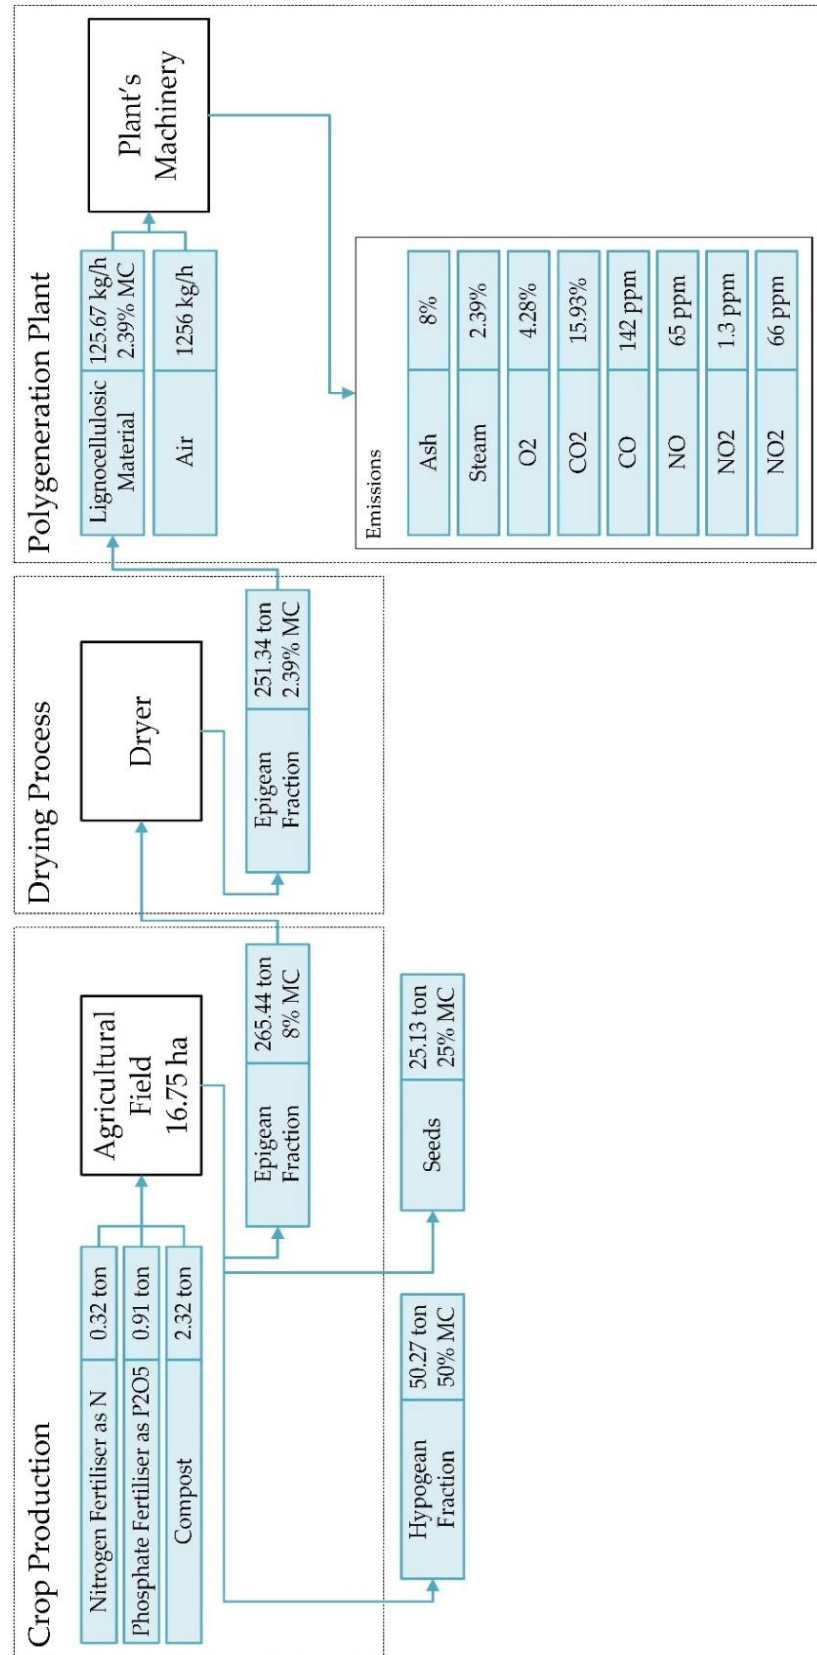 Crop Production
Nitrogen Fertiliser as N 0.32 ton
Phosphate Fertiliser as P2O5 0.91 ton
Compost 2.32 ton
Agricultural
Field
16.75 ha
Epigean
Fraction
265.44 ton
8% MC
Hypogean
Fraction
50.27 ton
50% MC
Seeds
25.13 ton
25% MC
Drying Process
Dryer
Epigean
Fraction
251.34 ton
2.39% MC
Polygeneration Plant
Lignocellulosic
Material
125.67 kg/h
2.39% MC
Air 1256 kg/h
Plant's
Machinery
Emissions
Ash 8%
Steam 2.39%
O2 4.28%
CO2 15.93%
CO 142 ppm
NO 65 ppm
NO2 1.3 ppm
NO2 66 ppm